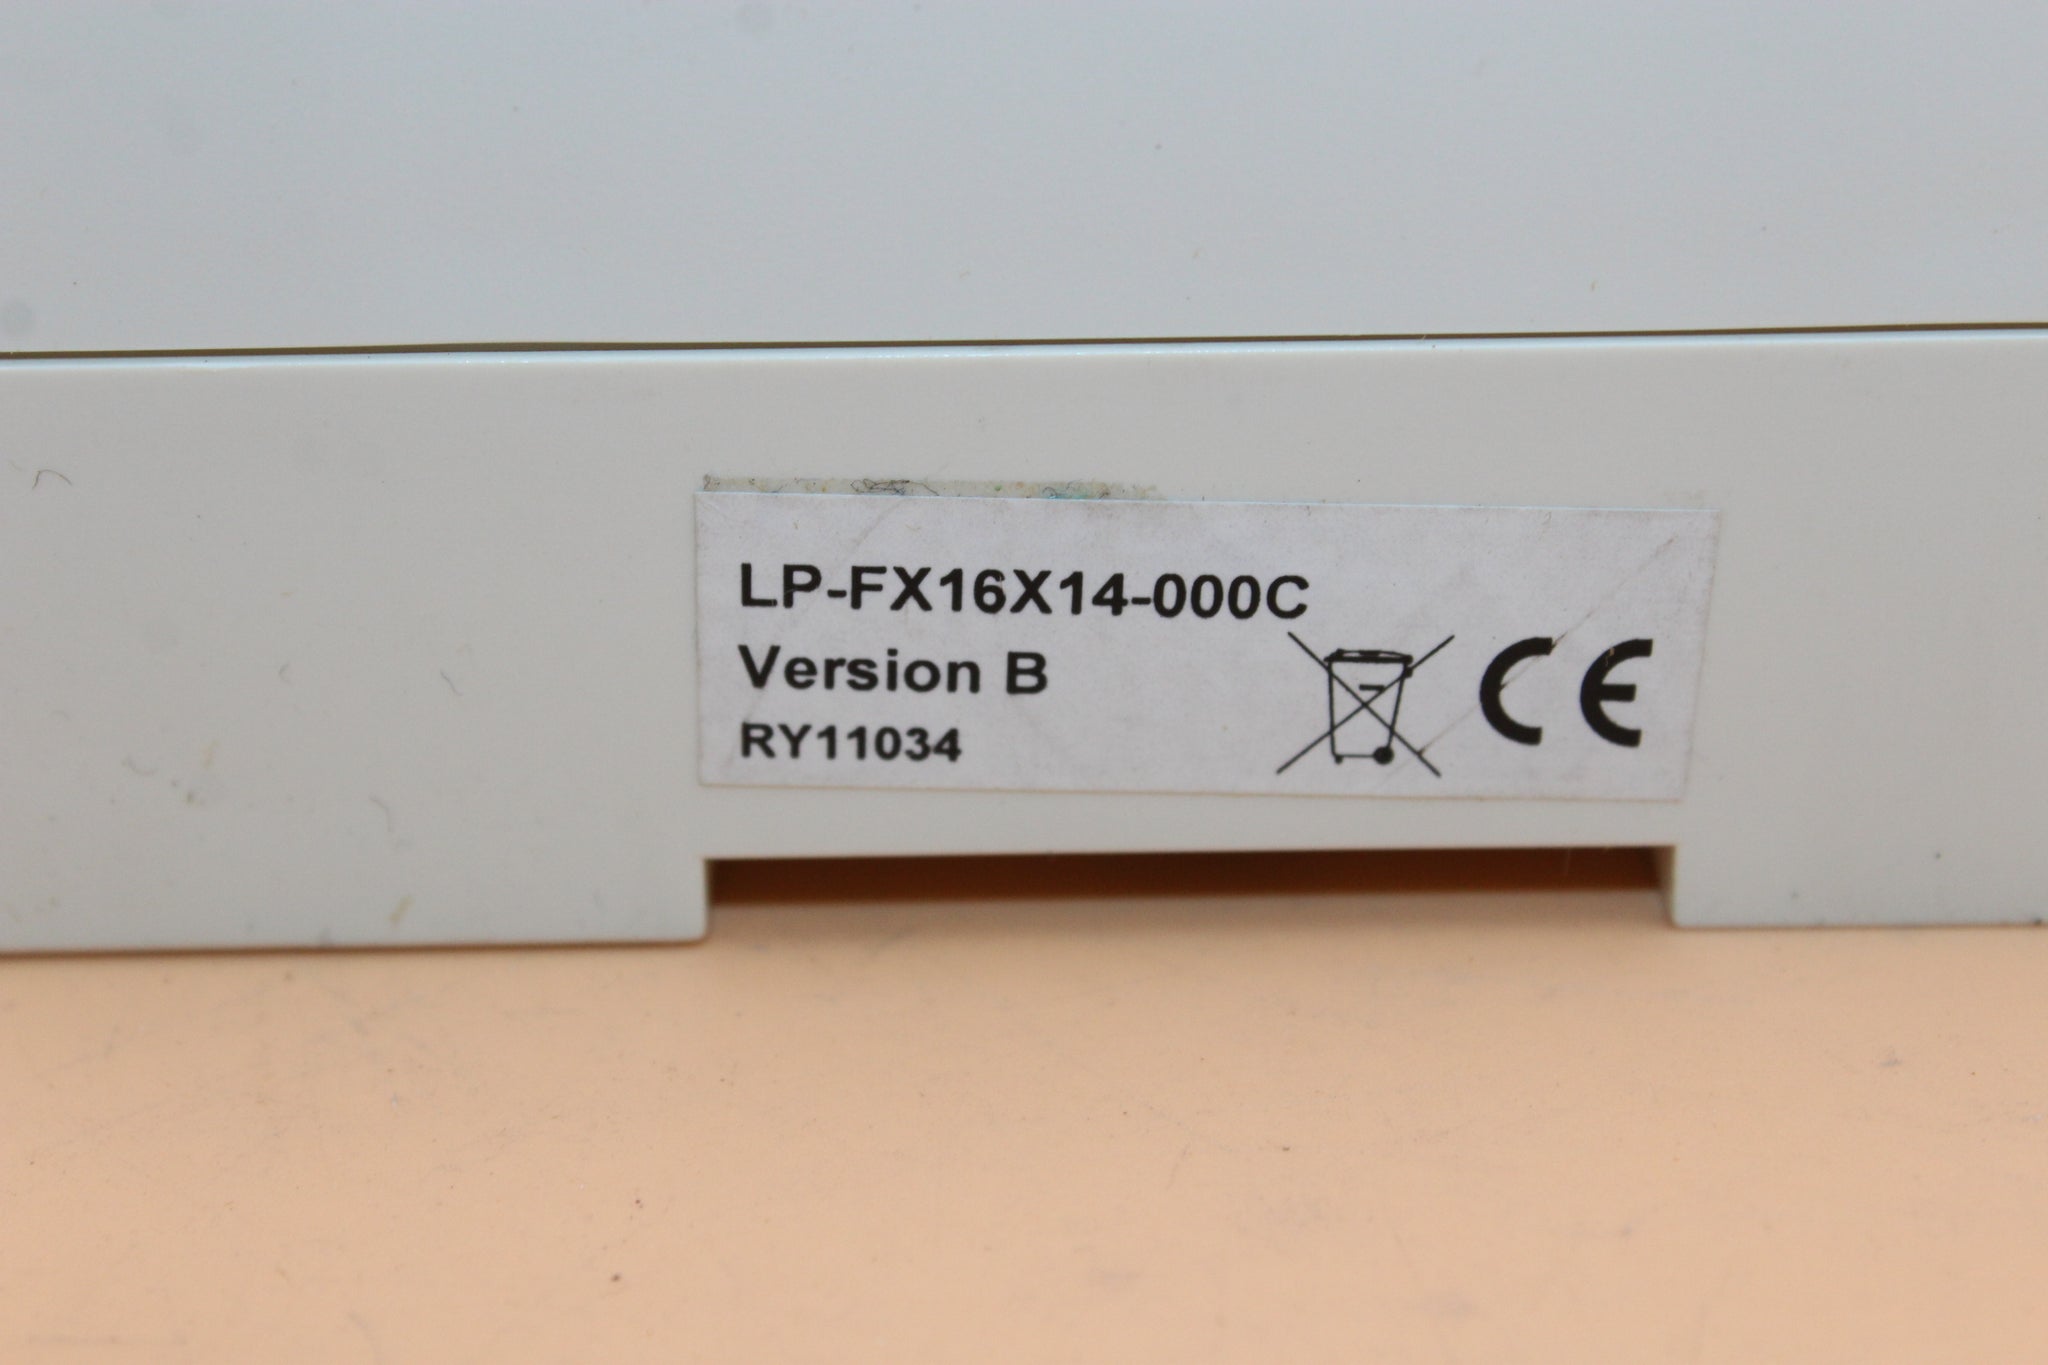 LP-FX16X14-000C
Version B
RY11034
CE